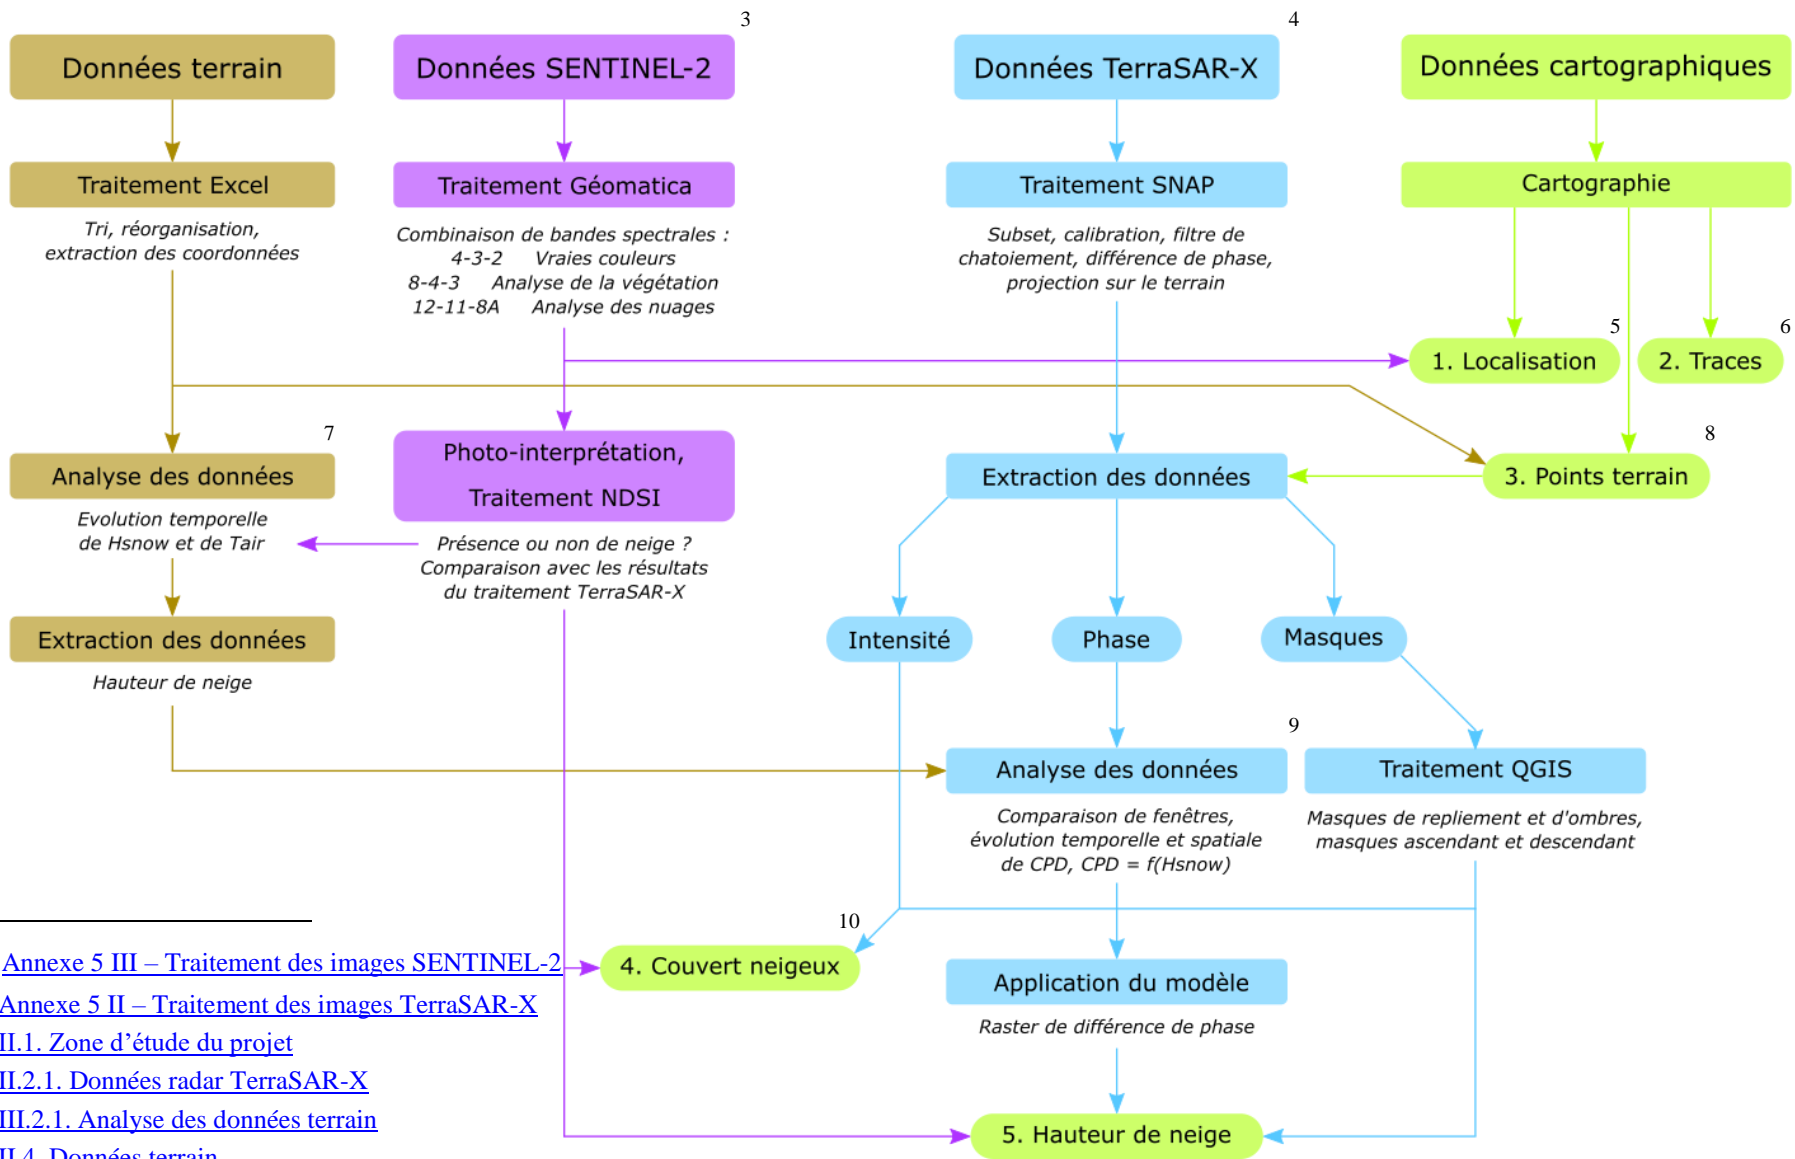 3
4
Données terrain
Données SENTINEL-2
Données TerraSAR-X
Données cartographiques
Traitement Excel
Traitement Géomatica
Traitement SNAP
Cartographie
Tri, réorganisation,
extraction des coordonnées
Combinaison de bandes spectrales :
4-3-2 Vraies couleurs
8-4-3 Analyse de la végétation
12-11-8A Analyse des nuages
Subset, calibration, filtre de
chatoiement, différence de phase,
projection sur le terrain
5
6
1. Localisation
2. Traces
7
8
Analyse des données
Photo-interprétation,
Traitement NDSI
Extraction des données
3. Points terrain
Evolution temporelle
de Hsnow et de Tair
Présence ou non de neige ?
Comparaison avec les résultats
du traitement TerraSAR-X
Extraction des données
Intensité
Phase
Masques
Hauteur de neige
9
Analyse des données
Traitement QGIS
Comparaison de fenêtres,
évolution temporelle et spatiale
de CPD, CPD = f(Hsnow)
Masques de repliement et d'ombres,
masques ascendant et descendant
10
4. Couvert neigeux
Application du modèle
Raster de différence de phase
5. Hauteur de neige
Annexe 5 III – Traitement des images SENTINEL-2
Annexe 5 II – Traitement des images TerraSAR-X
II.1. Zone d’étude du projet
II.2.1. Données radar TerraSAR-X
III.2.1. Analyse des données terrain
II.4. Données terrain